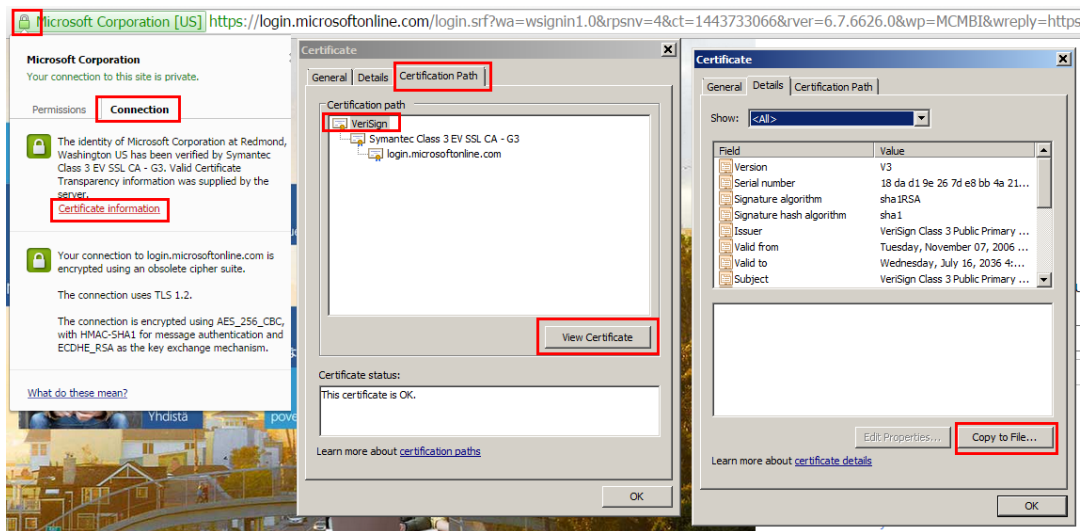 Microsoft Corporation [US] https://login.microsoftonline.com/login.srf?wa=wsignin1.0&rpsnv=4&ct=1443733066&rver=6.7.6626.0&wp=MCMBI&wreply=https
Microsoft Corporation
Your connection to this site is private.
Permissions Connection
The identity of Microsoft Corporation at Redmond,
Washington US has been verified by Symantec
Class 3 EV SSL CA - G3. Valid Certificate
Transparency information was supplied by the
server.
Certificate information
Your connection to login.microsoftonline.com is
encrypted using an obsolete cipher suite.
The connection uses TLS 1.2.
The connection is encrypted using AES_256_CBC,
with HMAC-SHA1 for message authentication and
ECDHE_RSA as the key exchange mechanism.
What do these mean?
Yhdistä
pove
Certificate
General Details Certification Path
Certification path
VeriSign
Symantec Class 3 EV SSL CA - G3
login.microsoftonline.com
View Certificate
Certificate status:
This certificate is OK.
Learn more about certification paths
OK
Certificate
General Details Certification Path
Show: <All>
Field Value
Version V3
Serial number 18 da d1 9e 26 7d e8 bb 4a 21...
Signature algorithm sha1RSA
Signature hash algorithm sha1
Issuer VeriSign Class 3 Public Primary ...
Valid from Tuesday, November 07, 2006 ...
Valid to Wednesday, July 16, 2036 4:...
Subject VeriSign Class 3 Public Primary ...
Edit Properties... Copy to File...
Learn more about certificate details
OK